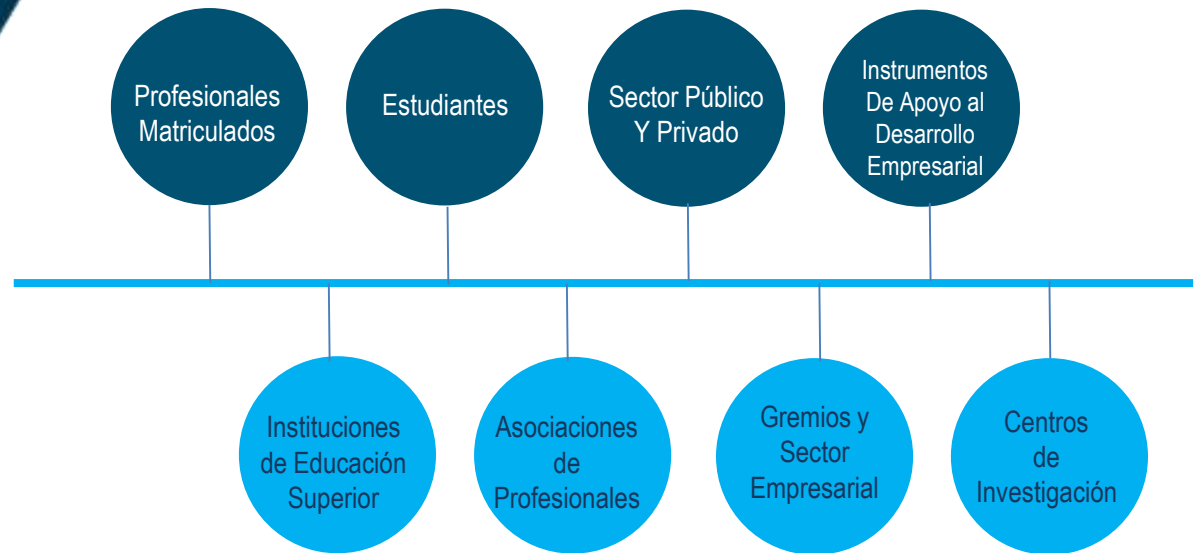 Profesionales
Matriculados
Estudiantes
Sector Público
Y Privado
Instrumentos
De Apoyo al
Desarrollo
Empresarial
Instituciones
de Educación
Superior
Asociaciones
de
Profesionales
Gremios y
Sector
Empresarial
Centros
de
Investigación